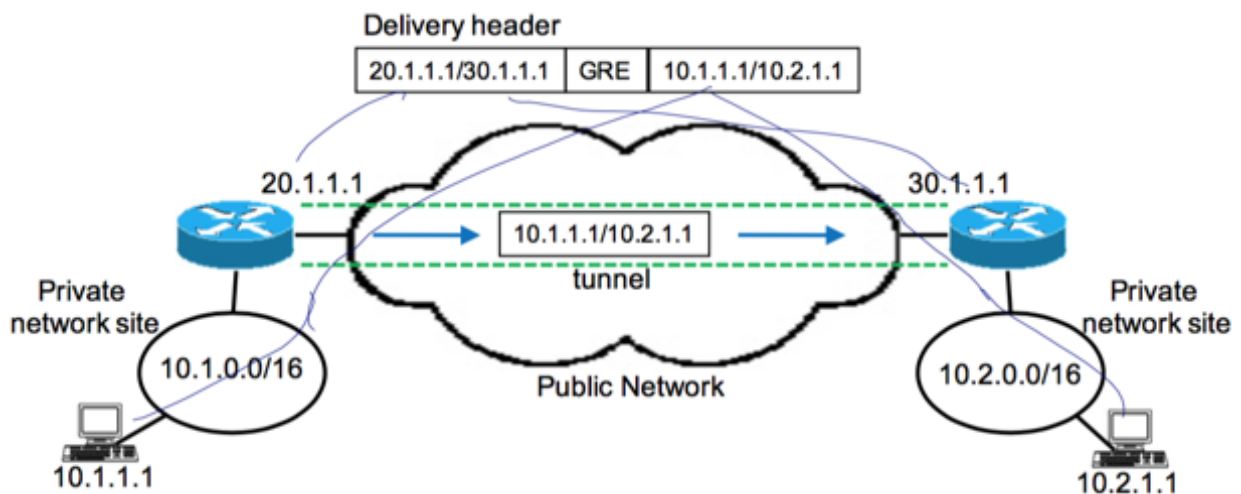 Delivery header
20.1.1.1/30.1.1.1 GRE 10.1.1.1/10.2.1.1
20.1.1.1
30.1.1.1
10.1.1.1/10.2.1.1
tunnel
Private
network site
Private
network site
10.1.0.0/16
Public Network
10.2.0.0/16
10.1.1.1
10.2.1.1